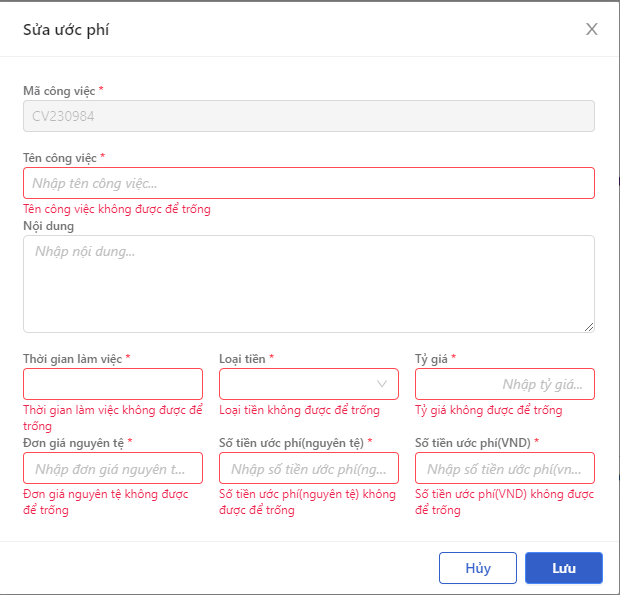 Sửa ước phí
Mã công việc *
CV230984
Tên công việc *
Nhập tên công việc...
Tên công việc không được để trống
Nội dung
Nhập nội dung...
Thời gian làm việc *
Loại tiền *
Tỷ giá *
Nhập tỷ giá...
Thời gian làm việc không được để
trống
Loại tiền không được để trống
Tỷ giá không được để trống
Đơn giá nguyên tệ *
Số tiền ước phí(nguyên tệ) *
Số tiền ước phí(VND) *
Nhập đơn giá nguyên t...
Nhập số tiền ước phí(ng...
Nhập số tiền ước phí(vn...
Đơn giá nguyên tệ không được
để trống
Số tiền ước phí(nguyên tệ) không
được để trống
Số tiền ước phí(VND) không được
để trống
Hủy
Lưu